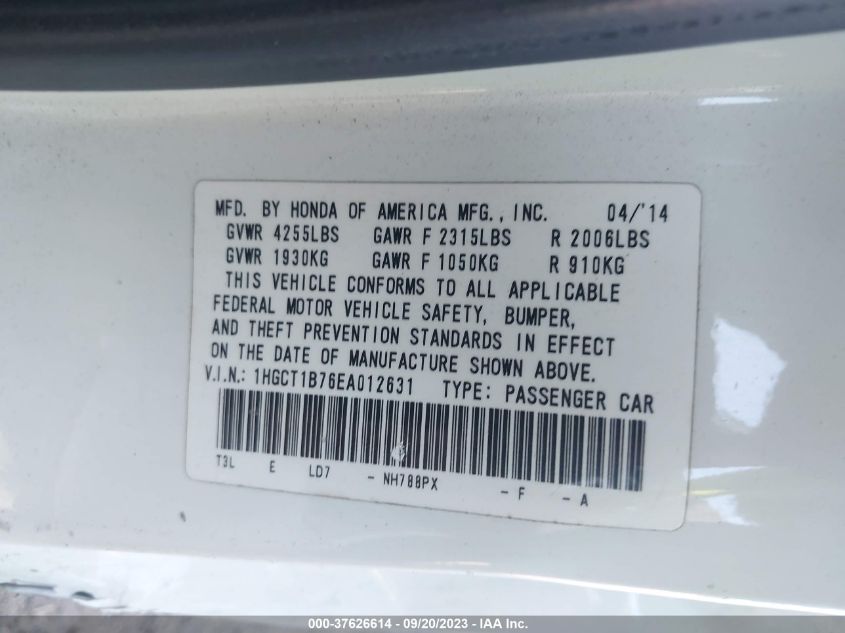 MFD. BY HONDA OF AMERICA MFG., INC. 04/'14
GVWR 4255LBS GAWR F 2315LBS R 2006LBS
GVWR 1930KG GAWR F 1050KG R 910KG
THIS VEHICLE CONFORMS TO ALL APPLICABLE
FEDERAL MOTOR VEHICLE SAFETY, BUMPER,
AND THEFT PREVENTION STANDARDS IN EFFECT
ON THE DATE OF MANUFACTURE SHOWN ABOVE.
V.I.N.: 1HGCT1B76EA012631 TYPE: PASSENGER CAR
T3L E LD7 - NH788PX - F - A
000-37626614 - 09/20/2023 - IAA Inc.